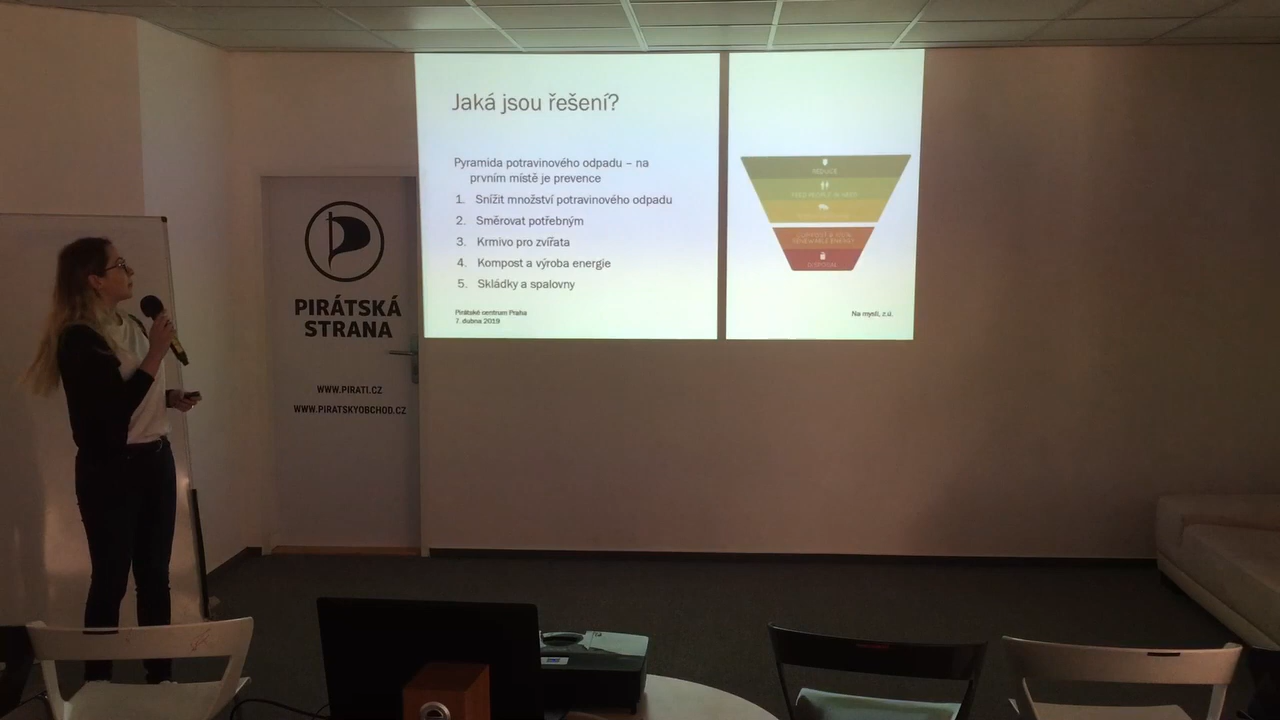 Jaká jsou řešení?
Pyramida potravinového odpadu – na
prvním místě je prevence
1. Snížit množství potravinového odpadu
2. Směrovat potřebným
3. Krmivo pro zvířata
4. Kompost a výroba energie
5. Skládky a spalovny
Pirátské centrum Praha
7. dubna 2019
REDUCE
RENEWABLE ENERGY
DISPOSAL
Na mysli, z.ú.
PIRÁTSKÁ
STRANA
WWW.PIRATI.CZ
WWW.PIRATSKYOBCHOD.CZ